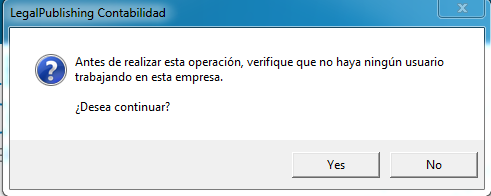 LegalPublishing Contabilidad
Antes de realizar esta operación, verifique que no haya ningún usuario
trabajando en esta empresa.
¿Desea continuar?
Yes No